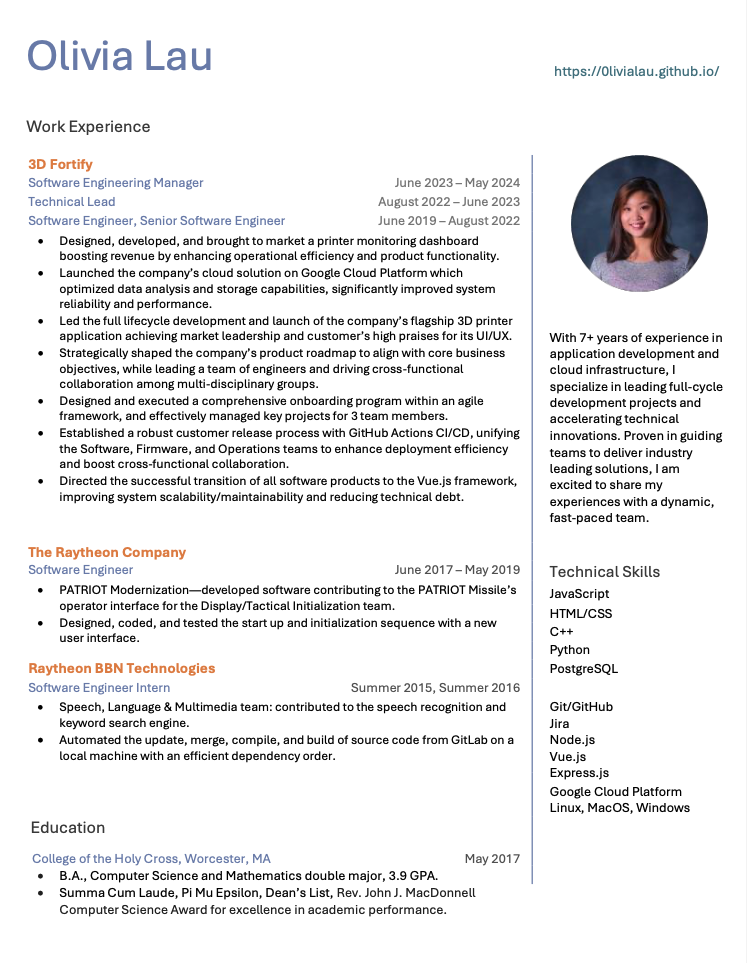 Olivia Lau
https://0livialau.github.io/
Work Experience
3D Fortify
Software Engineering Manager June 2023 – May 2024
Technical Lead August 2022 – June 2023
Software Engineer, Senior Software Engineer June 2019 – August 2022
• Designed, developed, and brought to market a printer monitoring dashboard
boosting revenue by enhancing operational efficiency and product functionality.
• Launched the company’s cloud solution on Google Cloud Platform which
optimized data analysis and storage capabilities, significantly improved system
reliability and performance.
• Led the full lifecycle development and launch of the company’s flagship 3D printer
application achieving market leadership and customer’s high praises for its UI/UX.
• Strategically shaped the company’s product roadmap to align with core business
objectives, while leading a team of engineers and driving cross-functional
collaboration among multi-disciplinary groups.
• Designed and executed a comprehensive onboarding program within an agile
framework, and effectively managed key projects for 3 team members.
• Established a robust customer release process with GitHub Actions CI/CD, unifying
the Software, Firmware, and Operations teams to enhance deployment efficiency
and boost cross-functional collaboration.
• Directed the successful transition of all software products to the Vue.js framework,
improving system scalability/maintainability and reducing technical debt.
The Raytheon Company
Software Engineer June 2017 – May 2019
• PATRIOT Modernization—developed software contributing to the PATRIOT Missile’s
operator interface for the Display/Tactical Initialization team.
• Designed, coded, and tested the start up and initialization sequence with a new
user interface.
Raytheon BBN Technologies
Software Engineer Intern Summer 2015, Summer 2016
• Speech, Language & Multimedia team: contributed to the speech recognition and
keyword search engine.
• Automated the update, merge, compile, and build of source code from GitLab on a
local machine with an efficient dependency order.
Education
College of the Holy Cross, Worcester, MA May 2017
• B.A., Computer Science and Mathematics double major, 3.9 GPA.
• Summa Cum Laude, Pi Mu Epsilon, Dean’s List, Rev. John J. MacDonnell
Computer Science Award for excellence in academic performance.
With 7+ years of experience in
application development and
cloud infrastructure, I
specialize in leading full-cycle
development projects and
accelerating technical
innovations. Proven in guiding
teams to deliver industry
leading solutions, I am
excited to share my
experiences with a dynamic,
fast-paced team.
Technical Skills
JavaScript
HTML/CSS
C++
Python
PostgreSQL
Git/GitHub
Jira
Node.js
Vue.js
Express.js
Google Cloud Platform
Linux, MacOS, Windows